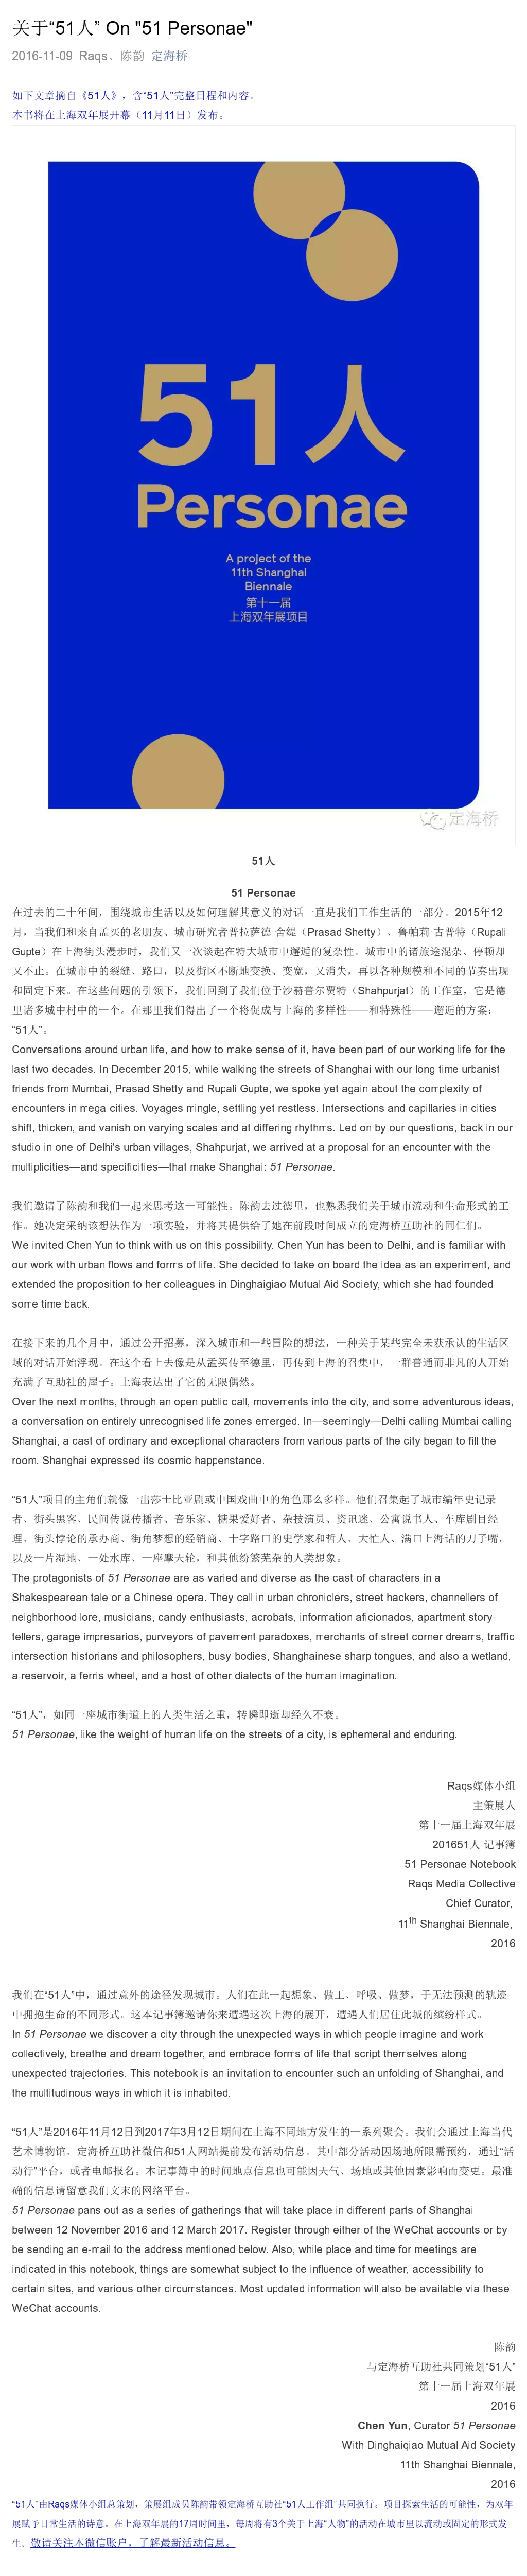 关于“51人” On "51 Personae"
2016-11-09 Raqs、陈韵 定海桥
如下文章摘自《51人》，含“51人”完整日程和内容。
本书将在上海双年展开幕（11月11日）发布。
51人
Personae
A project of the
11th Shanghai
Biennale
第十一届
上海双年展项目
定海桥
51人
51 Personae
在过去的二十年间，围绕城市生活以及如何理解其意义的对话一直是我们工作生活的一部分。2015年12
月，当我们和来自孟买的老朋友、城市研究者普拉萨德·舍缇（Prasad Shetty）、鲁帕莉·古普特（Rupali
Gupte）在上海街头漫步时，我们又一次谈起在特大城市中邂逅的复杂性。城市中的诸旅途混杂、停顿却
又不止。在城市中的裂缝、路口，以及街区不断地变换、变宽，又消失，再以各种规模和不同的节奏出现
和固定下来。在这些问题的引领下，我们回到了我们位于沙赫普尔贾特（Shahpurjat）的工作室，它是德
里诸多城中村中的一个。在那里我们得出了一个将促成与上海的多样性——和特殊性——邂逅的方案：
“51人”。
Conversations around urban life, and how to make sense of it, have been part of our working life for the
last two decades. In December 2015, while walking the streets of Shanghai with our long-time urbanist
friends from Mumbai, Prasad Shetty and Rupali Gupte, we spoke yet again about the complexity of
encounters in mega-cities. Voyages mingle, settling yet restless. Intersections and capillaries in cities
shift, thicken, and vanish on varying scales and at differing rhythms. Led on by our questions, back in our
studio in one of Delhi's urban villages, Shahpurjat, we arrived at a proposal for an encounter with the
multiplicities—and specificities—that make Shanghai: 51 Personae.
我们邀请了陈韵和我们一起来思考这一可能性。陈韵去过德里，也熟悉我们关于城市流动和生命形式的工
作。她决定采纳该想法作为一项实验，并将其提供给了她在前段时间成立的定海桥互助社的同仁们。
We invited Chen Yun to think with us on this possibility. Chen Yun has been to Delhi, and is familiar with
our work with urban flows and forms of life. She decided to take on board the idea as an experiment, and
extended the proposition to her colleagues in Dinghaigiao Mutual Aid Society, which she had founded
some time back.
在接下来的几个月中，通过公开招募，深入城市和一些冒险的想法，一种关于某些完全未获承认的生活区
域的对话开始浮现。在这个看上去像是从孟买传至德里，再传到上海的召集中，一群普通而非凡的人开始
充满了互助社的屋子。上海表达出了它的无限偶然。
Over the next months, through an open public call, movements into the city, and some adventurous ideas,
a conversation on entirely unrecognised life zones emerged. In—seemingly—Delhi calling Mumbai calling
Shanghai, a cast of ordinary and exceptional characters from various parts of the city began to fill the
room. Shanghai expressed its cosmic happenstance.
“51人”项目的主角们就像一出莎士比亚剧或中国戏曲中的角色那么多样。他们召集起了城市编年史记录
者、街头黑客、民间传说传播者、音乐家、糖果爱好者、杂技演员、资讯迷、公寓说书人、车库剧目经
理、街头悖论的承办商、街角梦想的经销商、十字路口的史学家和哲人、大忙人、满口上海话的刀子嘴，
以及一片湿地、一处水库、一座摩天轮，和其他纷繁芜杂的人类想象。
The protagonists of 51 Personae are as varied and diverse as the cast of characters in a
Shakespearean tale or a Chinese opera. They call in urban chroniclers, street hackers, channellers of
neighborhood lore, musicians, candy enthusiasts, acrobats, information aficionados, apartment story-
tellers, garage impresarios, purveyors of pavement paradoxes, merchants of street corner dreams, traffic
intersection historians and philosophers, busy-bodies, Shanghainese sharp tongues, and also a wetland,
a reservoir, a ferris wheel, and a host of other dialects of the human imagination.
“51人”，如同一座城市街道上的人类生活之重，转瞬即逝却经久不衰。
51 Personae, like the weight of human life on the streets of a city, is ephemeral and enduring.
Raqs媒体小组
主策展人
第十一届上海双年展
201651人 记事簿
51 Personae Notebook
Raqs Media Collective
Chief Curator,
11th Shanghai Biennale,
2016
我们在“51人”中，通过意外的途径发现城市。人们在此一起想象、做工、呼吸、做梦，于无法预测的轨迹
中拥抱生命的不同形式。这本记事簿邀请你来遭遇这次上海的展开，遭遇人们居住此城的缤纷样式。
In 51 Personae we discover a city through the unexpected ways in which people imagine and work
collectively, breathe and dream together, and embrace forms of life that script themselves along
unexpected trajectories. This notebook is an invitation to encounter such an unfolding of Shanghai, and
the multitudinous ways in which it is inhabited.
“51人”是2016年11月12日到2017年3月12日期间在上海不同地方发生的一系列聚会。我们会通过上海当代
艺术博物馆、定海桥互助社微信和51人网站提前发布活动信息。其中部分活动因场地所限需预约，通过“活
动行”平台，或者电邮报名。本记事簿中的时间地点信息也可能因天气、场地或其他因素影响而变更。最准
确的信息请留意我们文末的网络平台。
51 Personae pans out as a series of gatherings that will take place in different parts of Shanghai
between 12 November 2016 and 12 March 2017. Register through either of the WeChat accounts or by
be sending an e-mail to the address mentioned below. Also, while place and time for meetings are
indicated in this notebook, things are somewhat subject to the influence of weather, accessibility to
certain sites, and various other circumstances. Most updated information will also be available via these
WeChat accounts.
陈韵
与定海桥互助社共同策划“51人”
第十一届上海双年展
2016
Chen Yun, Curator 51 Personae
With Dinghaiqiao Mutual Aid Society
11th Shanghai Biennale,
2016
“51人”由Raqs媒体小组总策划，策展组成员陈韵带领定海桥互助社“51人工作组”共同执行。项目探索生活的可能性，为双年
展赋予日常生活的诗意。在上海双年展的17周时间里，每周将有3个关于上海“人物”的活动在城市里以流动或固定的形式发
生。敬请关注本微信账户，了解最新活动信息。